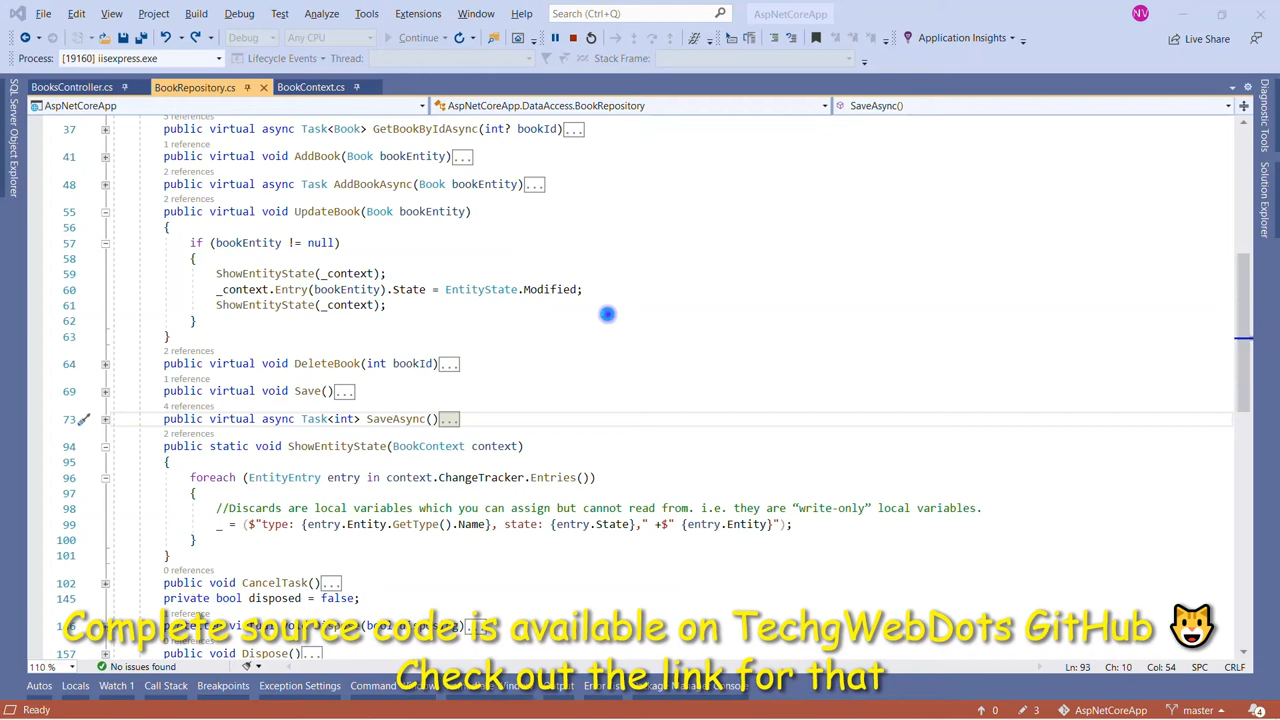 File Edit View Project Build Debug Test Analyze Tools Extensions Window Help Search (Ctrl+Q) AspNetCoreApp NV
Debug Any CPU Continue Application Insights Live Share
Process: [19160] iisexpress.exe Lifecycle Events Thread: Stack Frame:
BooksController.cs BookRepository.cs BookContext.cs
AspNetCoreApp AspNetCoreApp.DataAccess.BookRepository SaveAsync()
SQL Server Object Explorer
Diagnostic Tools
Solution Explorer
3 references
37 public virtual async Task<Book> GetBookByIdAsync(int? bookId)...
1 reference
41 public virtual void AddBook(Book bookEntity)...
2 references
48 public virtual async Task AddBookAsync(Book bookEntity)...
2 references
55 public virtual void UpdateBook(Book bookEntity)
56 {
57 if (bookEntity != null)
58 {
59 ShowEntityState(_context);
60 _context.Entry(bookEntity).State = EntityState.Modified;
61 ShowEntityState(_context);
62 }
63 }
2 references
64 public virtual void DeleteBook(int bookId)...
1 reference
69 public virtual void Save()...
4 references
73 public virtual async Task<int> SaveAsync()...
2 references
94 public static void ShowEntityState(BookContext context)
95 {
96 foreach (EntityEntry entry in context.ChangeTracker.Entries())
97 {
98 //Discards are local variables which you can assign but cannot read from. i.e. they are “write-only” local variables.
99 _ = ($"type: {entry.Entity.GetType().Name}, state: {entry.State}," +$" {entry.Entity}");
100 }
101 }
0 references
102 public void CancelTask()...
145 private bool disposed = false;
Complete source code is available on TechgWebDots GitHub
157 public void Dispose()...
Check out the link for that
110 % No issues found Ln: 93 Ch: 10 Col: 54 SPC CRLF
Autos Locals Watch 1 Call Stack Breakpoints Exception Settings
Ready 0 3 AspNetCoreApp master 4